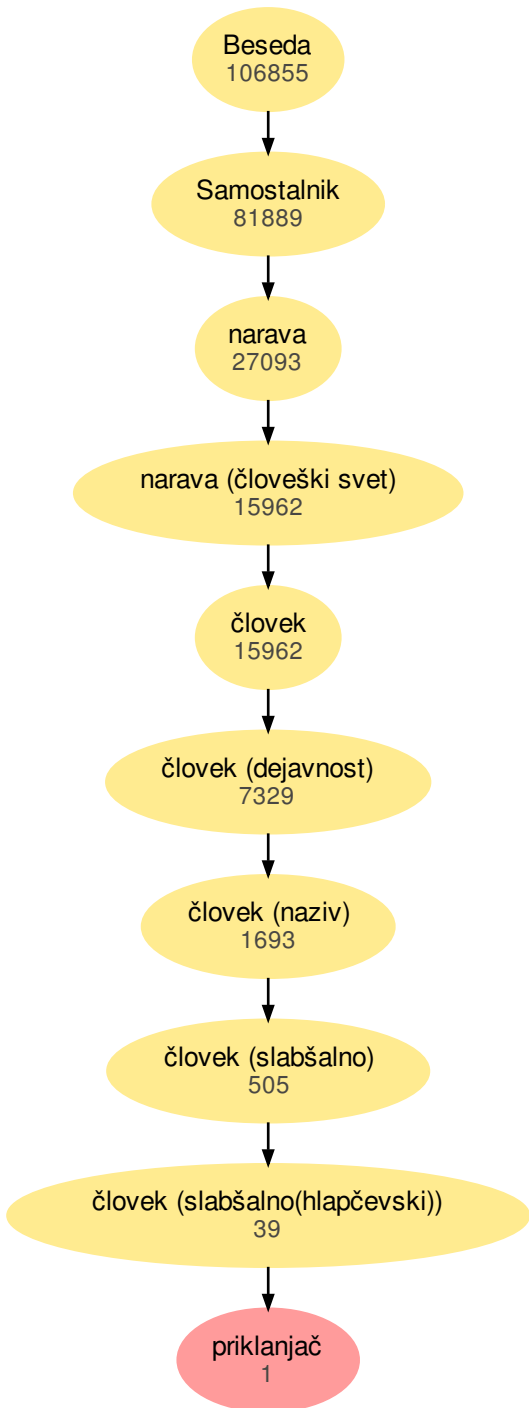 Beseda
106855
Samostalnik
81889
narava
27093
narava (človeški svet)
15962
človek
15962
človek (dejavnost)
7329
človek (naziv)
1693
človek (slabšalno)
505
človek (slabšalno(hlapčevski))
39
priklanjač
1